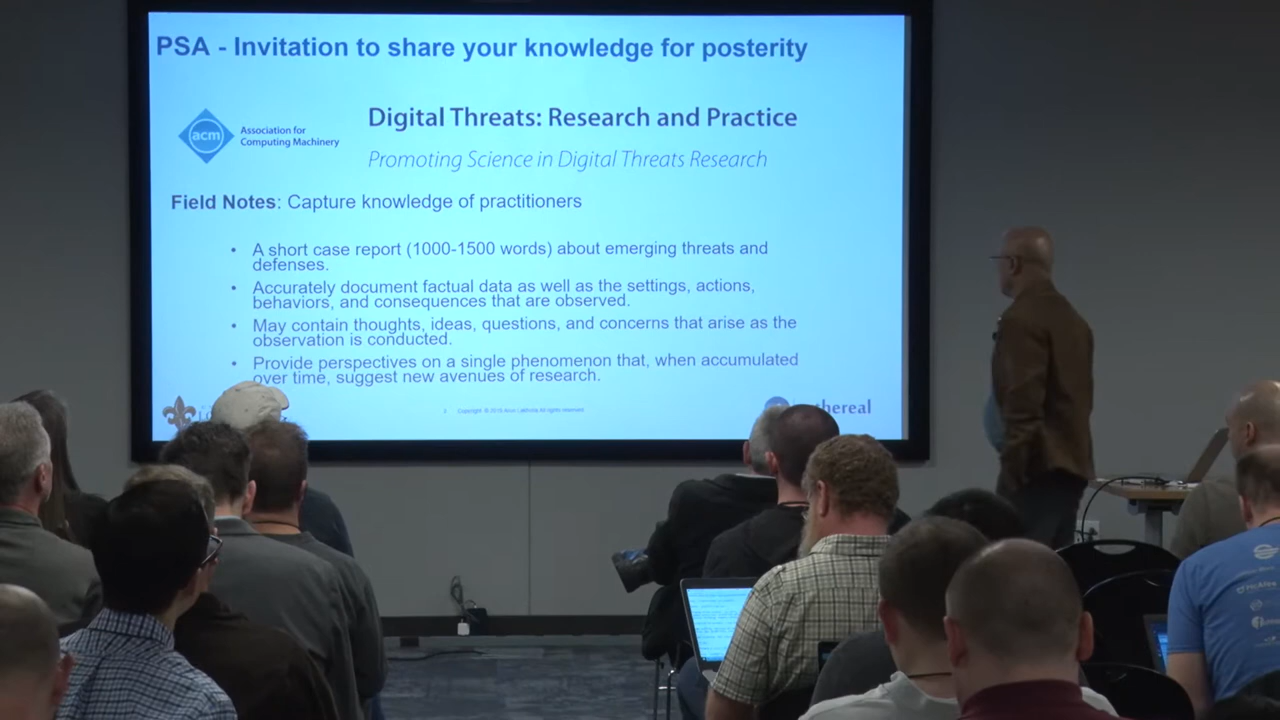 PSA - Invitation to share your knowledge for posterity
acm
Association for
Computing Machinery
Digital Threats: Research and Practice
Promoting Science in Digital Threats Research
Field Notes: Capture knowledge of practitioners
• A short case report (1000-1500 words) about emerging threats and
defenses.
• Accurately document factual data as well as the settings, actions,
behaviors, and consequences that are observed.
• May contain thoughts, ideas, questions, and concerns that arise as the
observation is conducted.
• Provide perspectives on a single phenomenon that, when accumulated
over time, suggest new avenues of research.
McAfee